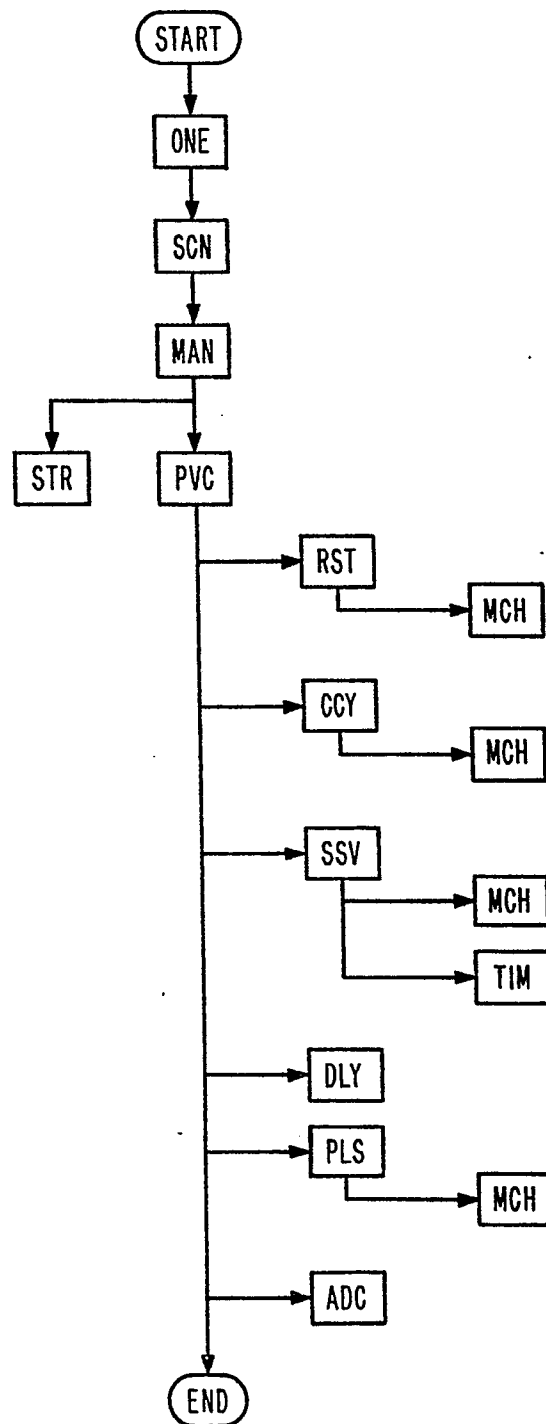 START
ONE
SCN
MAN
STR PVC
RST
MCH
CCY
MCH
SSV
MCH
TIM
DLY
PLS
MCH
ADC
END